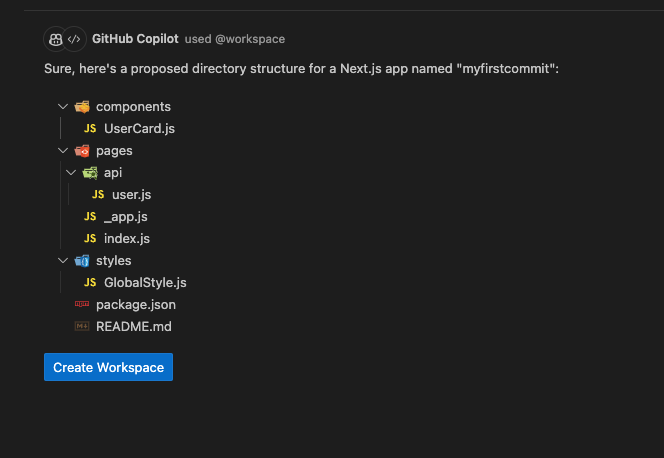 GitHub Copilot used @workspace
Sure, here's a proposed directory structure for a Next.js app named "myfirstcommit":
components
JS UserCard.js
pages
api
JS user.js
JS _app.js
JS index.js
styles
JS GlobalStyle.js
package.json
README.md
Create Workspace